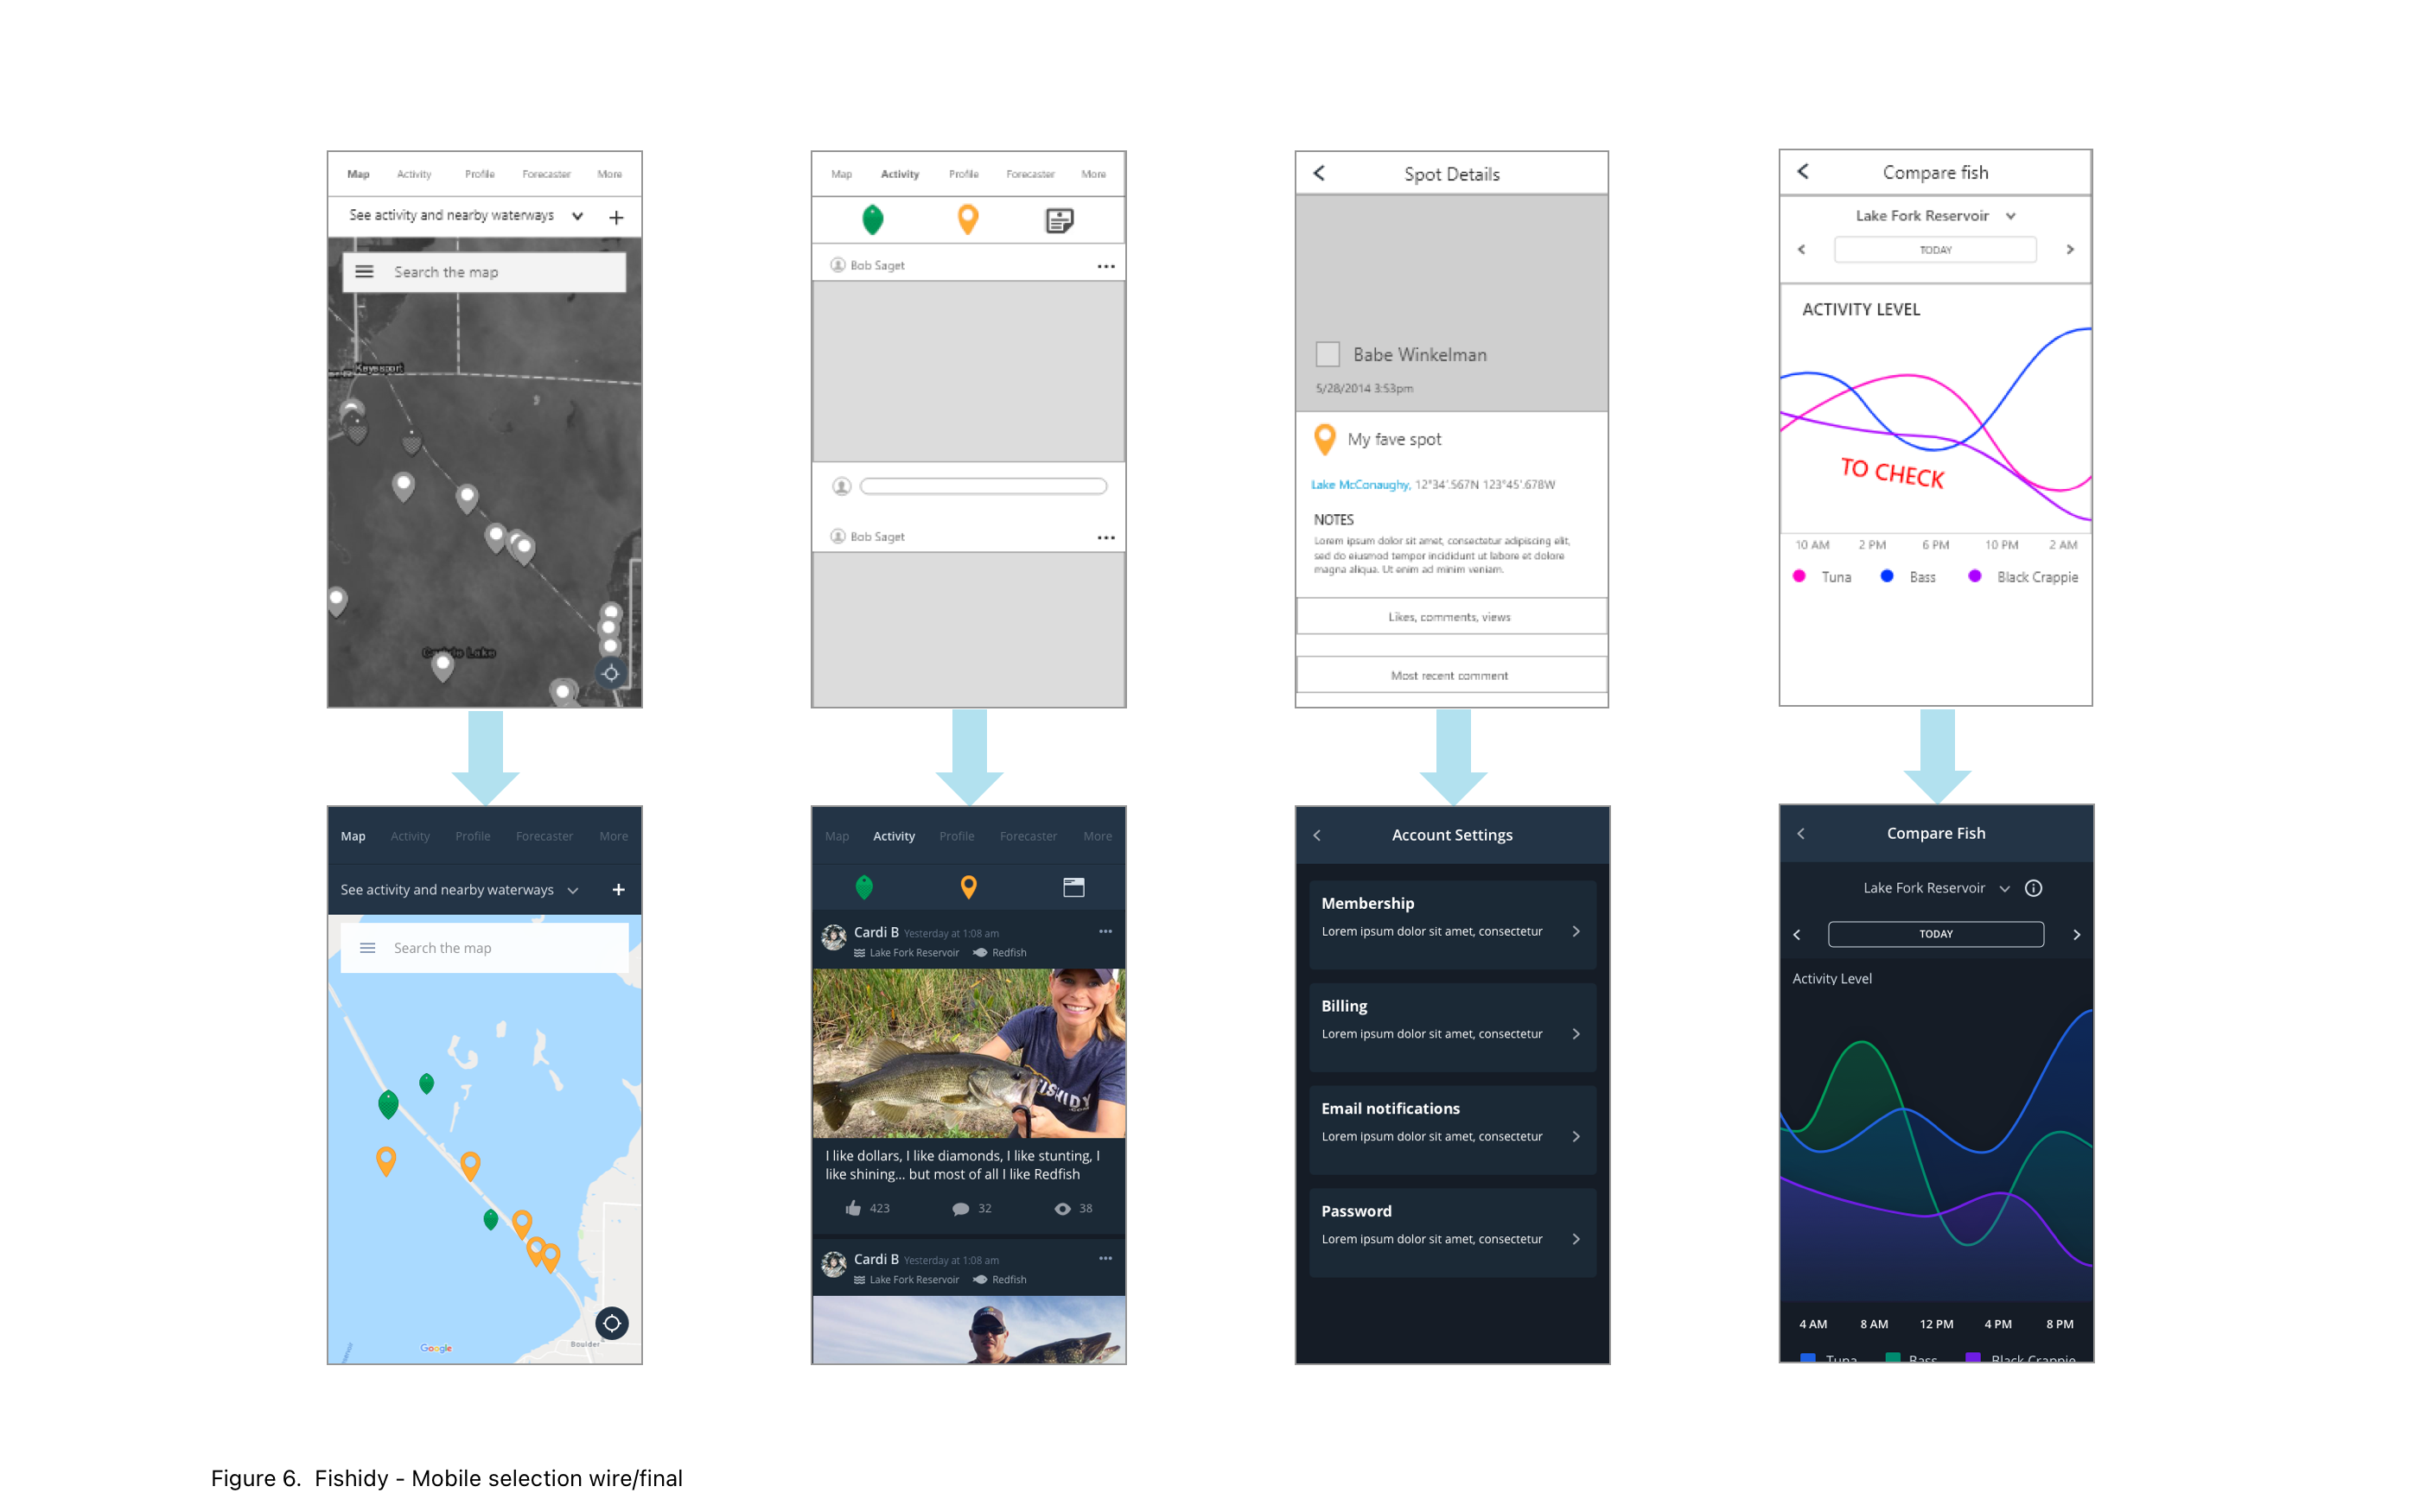 Map Activity Profile Forecaster More
See activity and nearby waterways
Search the map
Keyesport
Carlyle Lake
Map Activity Profile Forecaster More
Bob Saget
Bob Saget
Spot Details
Babe Winkelman
5/28/2014 3:53pm
My fave spot
Lake McConaughy, 12°34'.567N 123°45'.678W
NOTES
Lorem ipsum dolor sit amet, consectetur adipiscing elit,
sed do eiusmod tempor incididunt ut labore et dolore
magna aliqua. Ut enim ad minim veniam.
Likes, comments, views
Most recent comment
Compare fish
Lake Fork Reservoir
TODAY
ACTIVITY LEVEL
TO CHECK
10 AM 2 PM 6 PM 10 PM 2 AM
Tuna Bass Black Crappie
Map Activity Profile Forecaster More
See activity and nearby waterways
Search the map
Google
Boulder
Map Activity Profile Forecaster More
Cardi B Yesterday at 1:08 am
Lake Fork Reservoir Redfish
FISHIDY
.com
I like dollars, I like diamonds, I like stunting, I
like shining... but most of all I like Redfish
423 32 38
Cardi B Yesterday at 1:08 am
Lake Fork Reservoir Redfish
Account Settings
Membership
Lorem ipsum dolor sit amet, consectetur
Billing
Lorem ipsum dolor sit amet, consectetur
Email notifications
Lorem ipsum dolor sit amet, consectetur
Password
Lorem ipsum dolor sit amet, consectetur
Compare Fish
Lake Fork Reservoir
TODAY
Activity Level
4 AM 8 AM 12 PM 4 PM 8 PM
Tuna Bass Black Crappie
Figure 6. Fishidy - Mobile selection wire/final